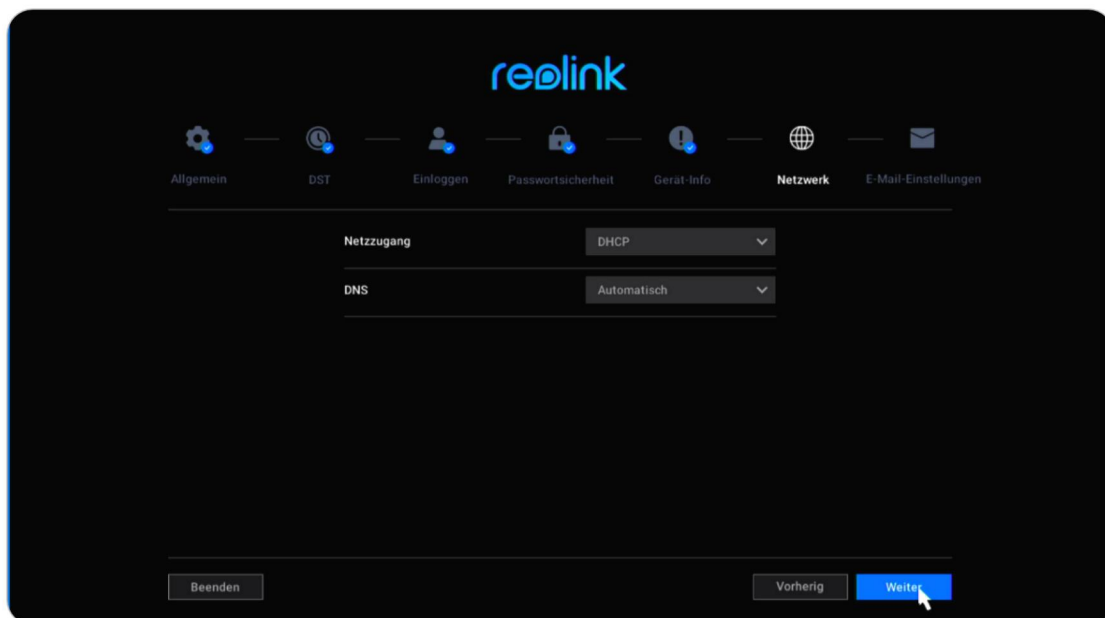 reolink
Allgemein DST Einloggen Passwortsicherheit Gerät-Info Netzwerk E-Mail-Einstellungen
Netzzugang DHCP
DNS Automatisch
Beenden Vorherig Weiter